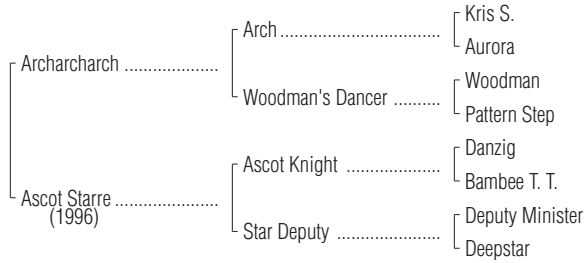 Kris S.
Arch
Aurora
Archarcharch
Woodman
Woodman's Dancer
Pattern Step
Danzig
Ascot Knight
Bambee T. T.
Ascot Starre
(1996)
Deputy Minister
Star Deputy
Deepstar